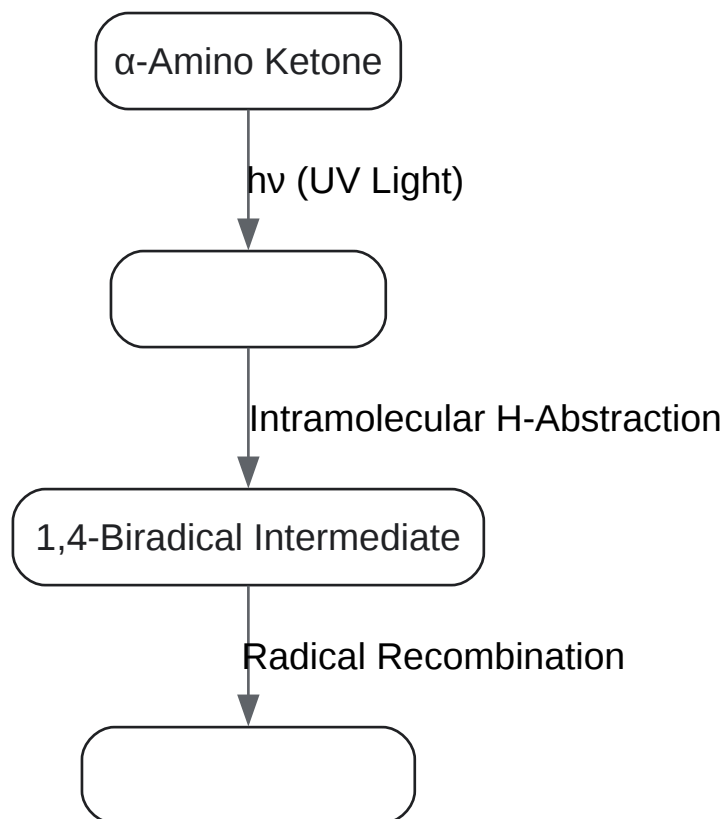 α-Amino Ketone
hν (UV Light)
Intramolecular H-Abstraction
1,4-Biradical Intermediate
Radical Recombination